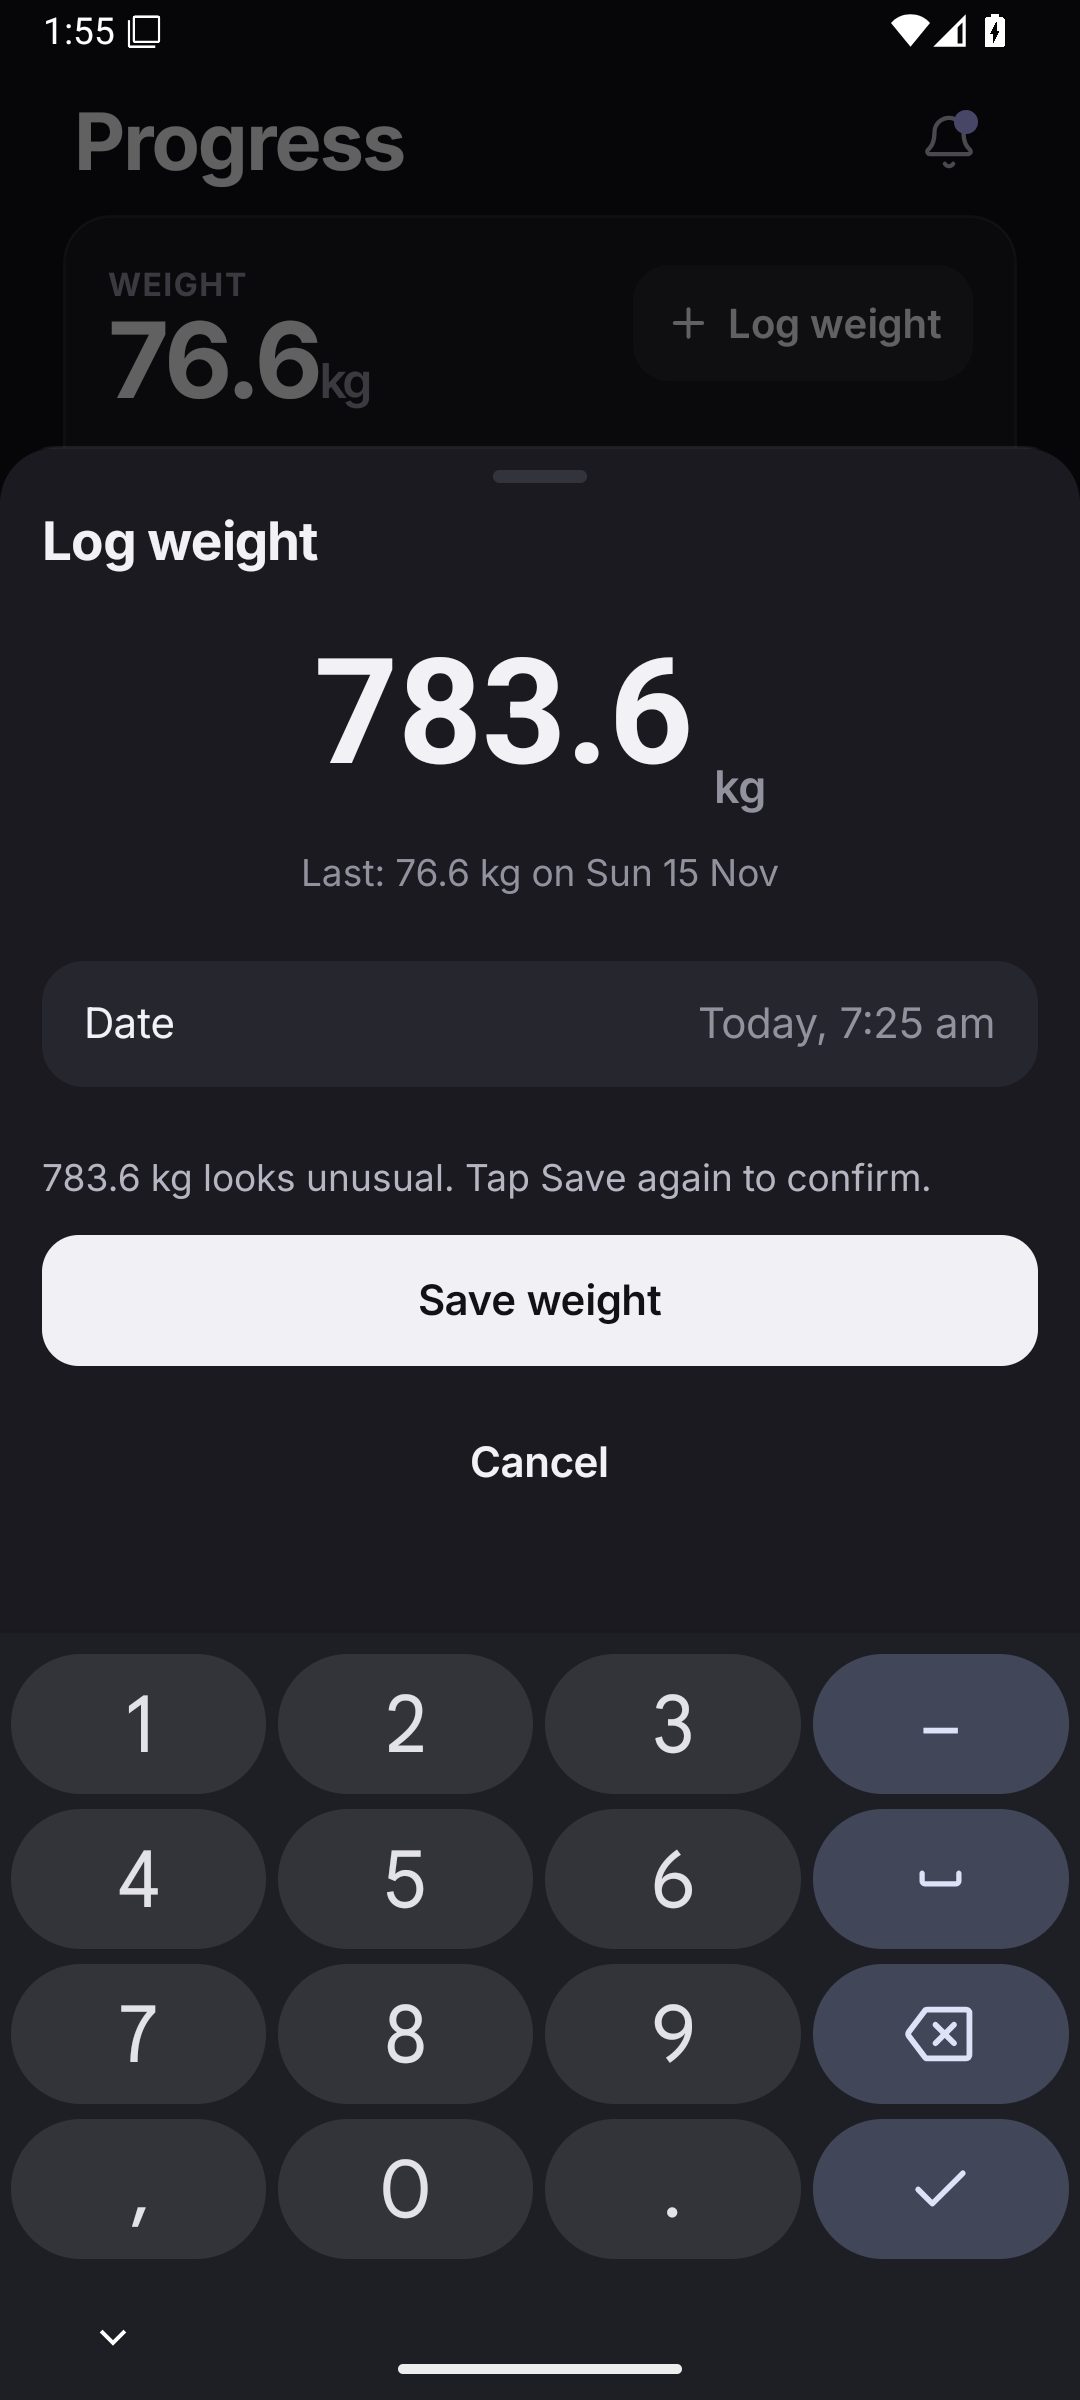 1:55
Progress
WEIGHT
76.6kg
+ Log weight
Log weight
783.6 kg
Last: 76.6 kg on Sun 15 Nov
Date Today, 7:25 am
783.6 kg looks unusual. Tap Save again to confirm.
Save weight
Cancel
1 2 3 –
4 5 6
7 8 9
, 0 .